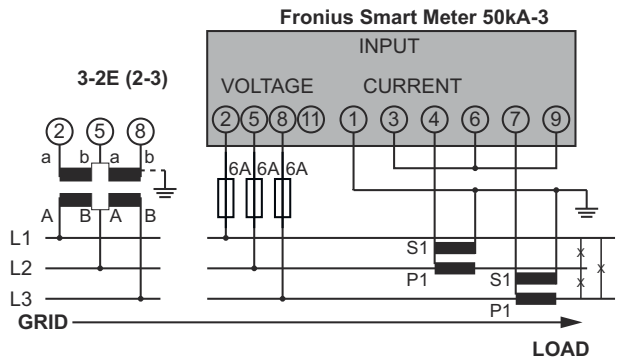 Fronius Smart Meter 50kA-3
INPUT
3-2E (2-3)
VOLTAGE CURRENT
2 5 8 2 5 8 11 1 3 4 6 7 9
a b a b
6A 6A 6A
A B A B
L1
S1
L2
P1 S1
L3
P1
GRID
LOAD